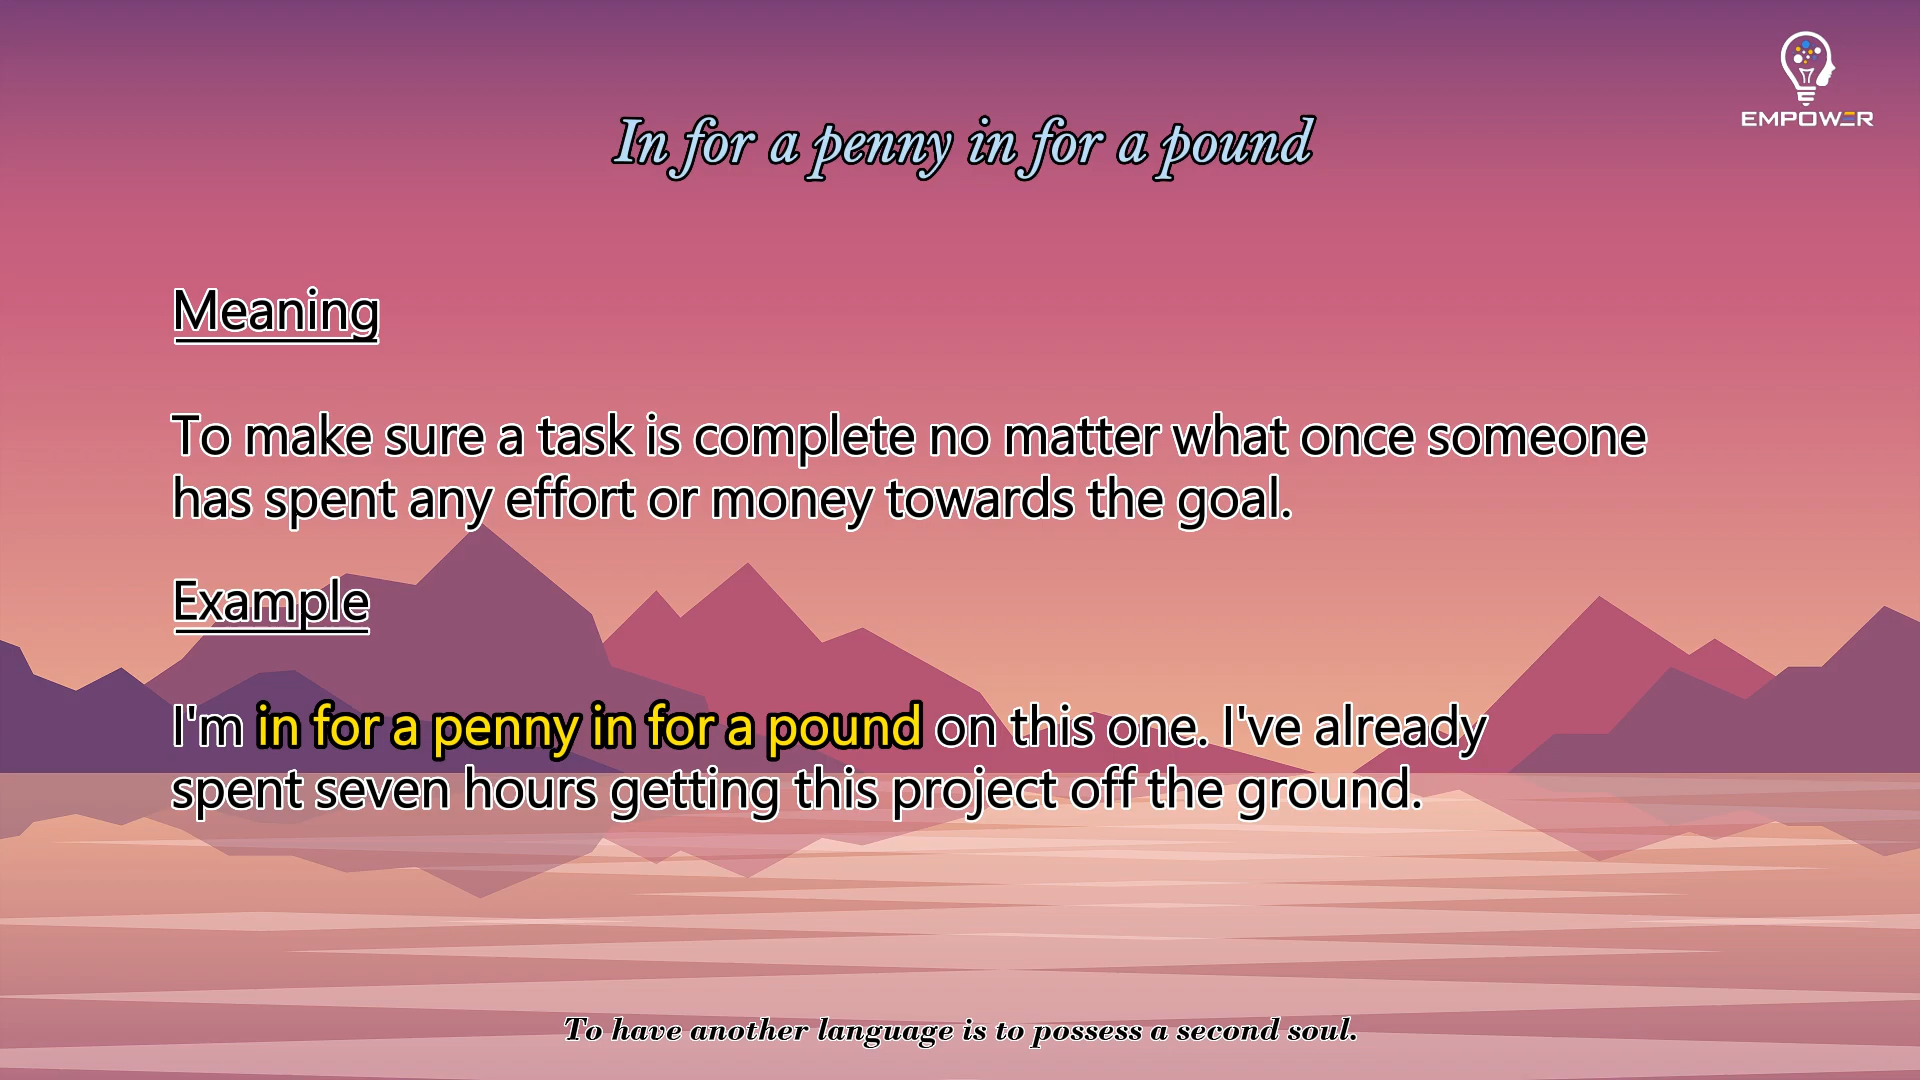 EMPOWER
In for a penny in for a pound
Meaning
To make sure a task is complete no matter what once someone
has spent any effort or money towards the goal.
Example
I'm in for a penny in for a pound on this one. I've already
spent seven hours getting this project off the ground.
To have another language is to possess a second soul.